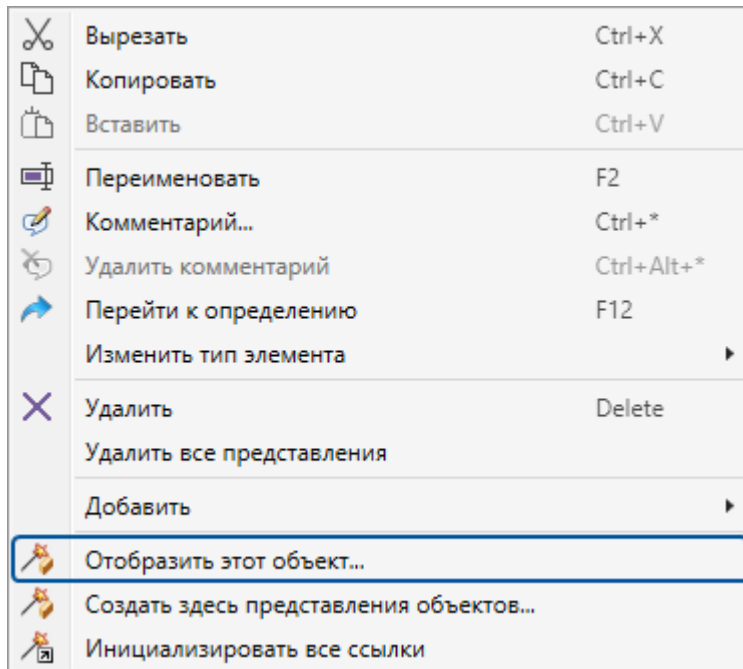 Вырезать Ctrl+X
Копировать Ctrl+C
Вставить Ctrl+V
Переименовать F2
Комментарий... Ctrl+*
Удалить комментарий Ctrl+Alt+*
Перейти к определению F12
Изменить тип элемента
Удалить Delete
Удалить все представления
Добавить
Отобразить этот объект...
Создать здесь представления объектов...
Инициализировать все ссылки